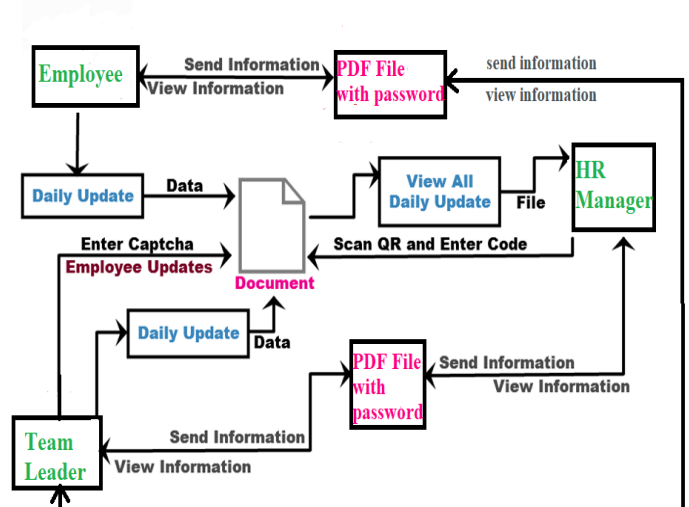 Send Information
View Information
Employee
PDF File
with password
send information
view information
Daily Update
Data
View All
Daily Update
File
HR
Manager
Enter Captcha
Employee Updates
Scan QR and Enter Code
Document
Daily Update
Data
PDF File
with
password
Send Information
View Information
Team
Leader
Send Information
View Information